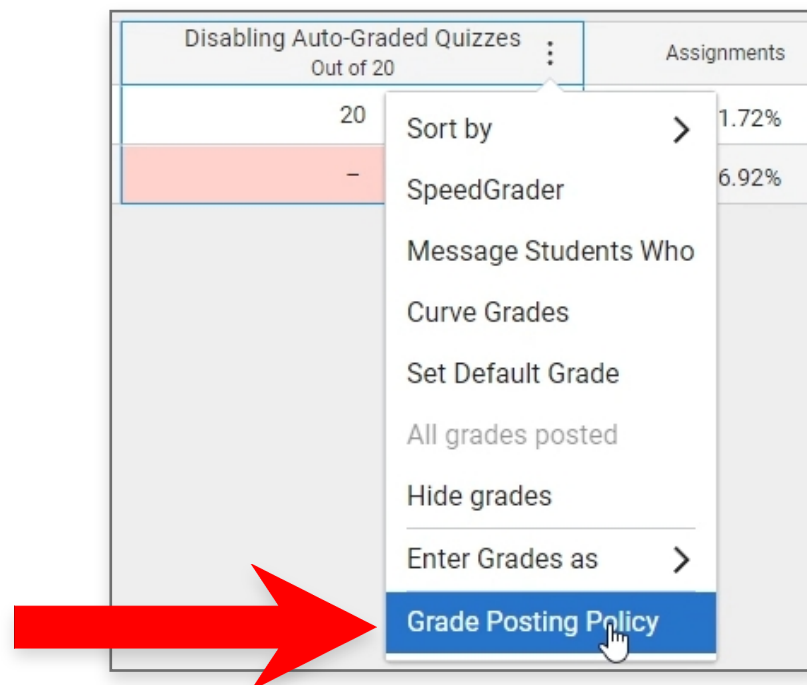 Disabling Auto-Graded Quizzes
Out of 20
Assignments
20
1.72%
–
6.92%
Sort by
SpeedGrader
Message Students Who
Curve Grades
Set Default Grade
All grades posted
Hide grades
Enter Grades as
Grade Posting Policy